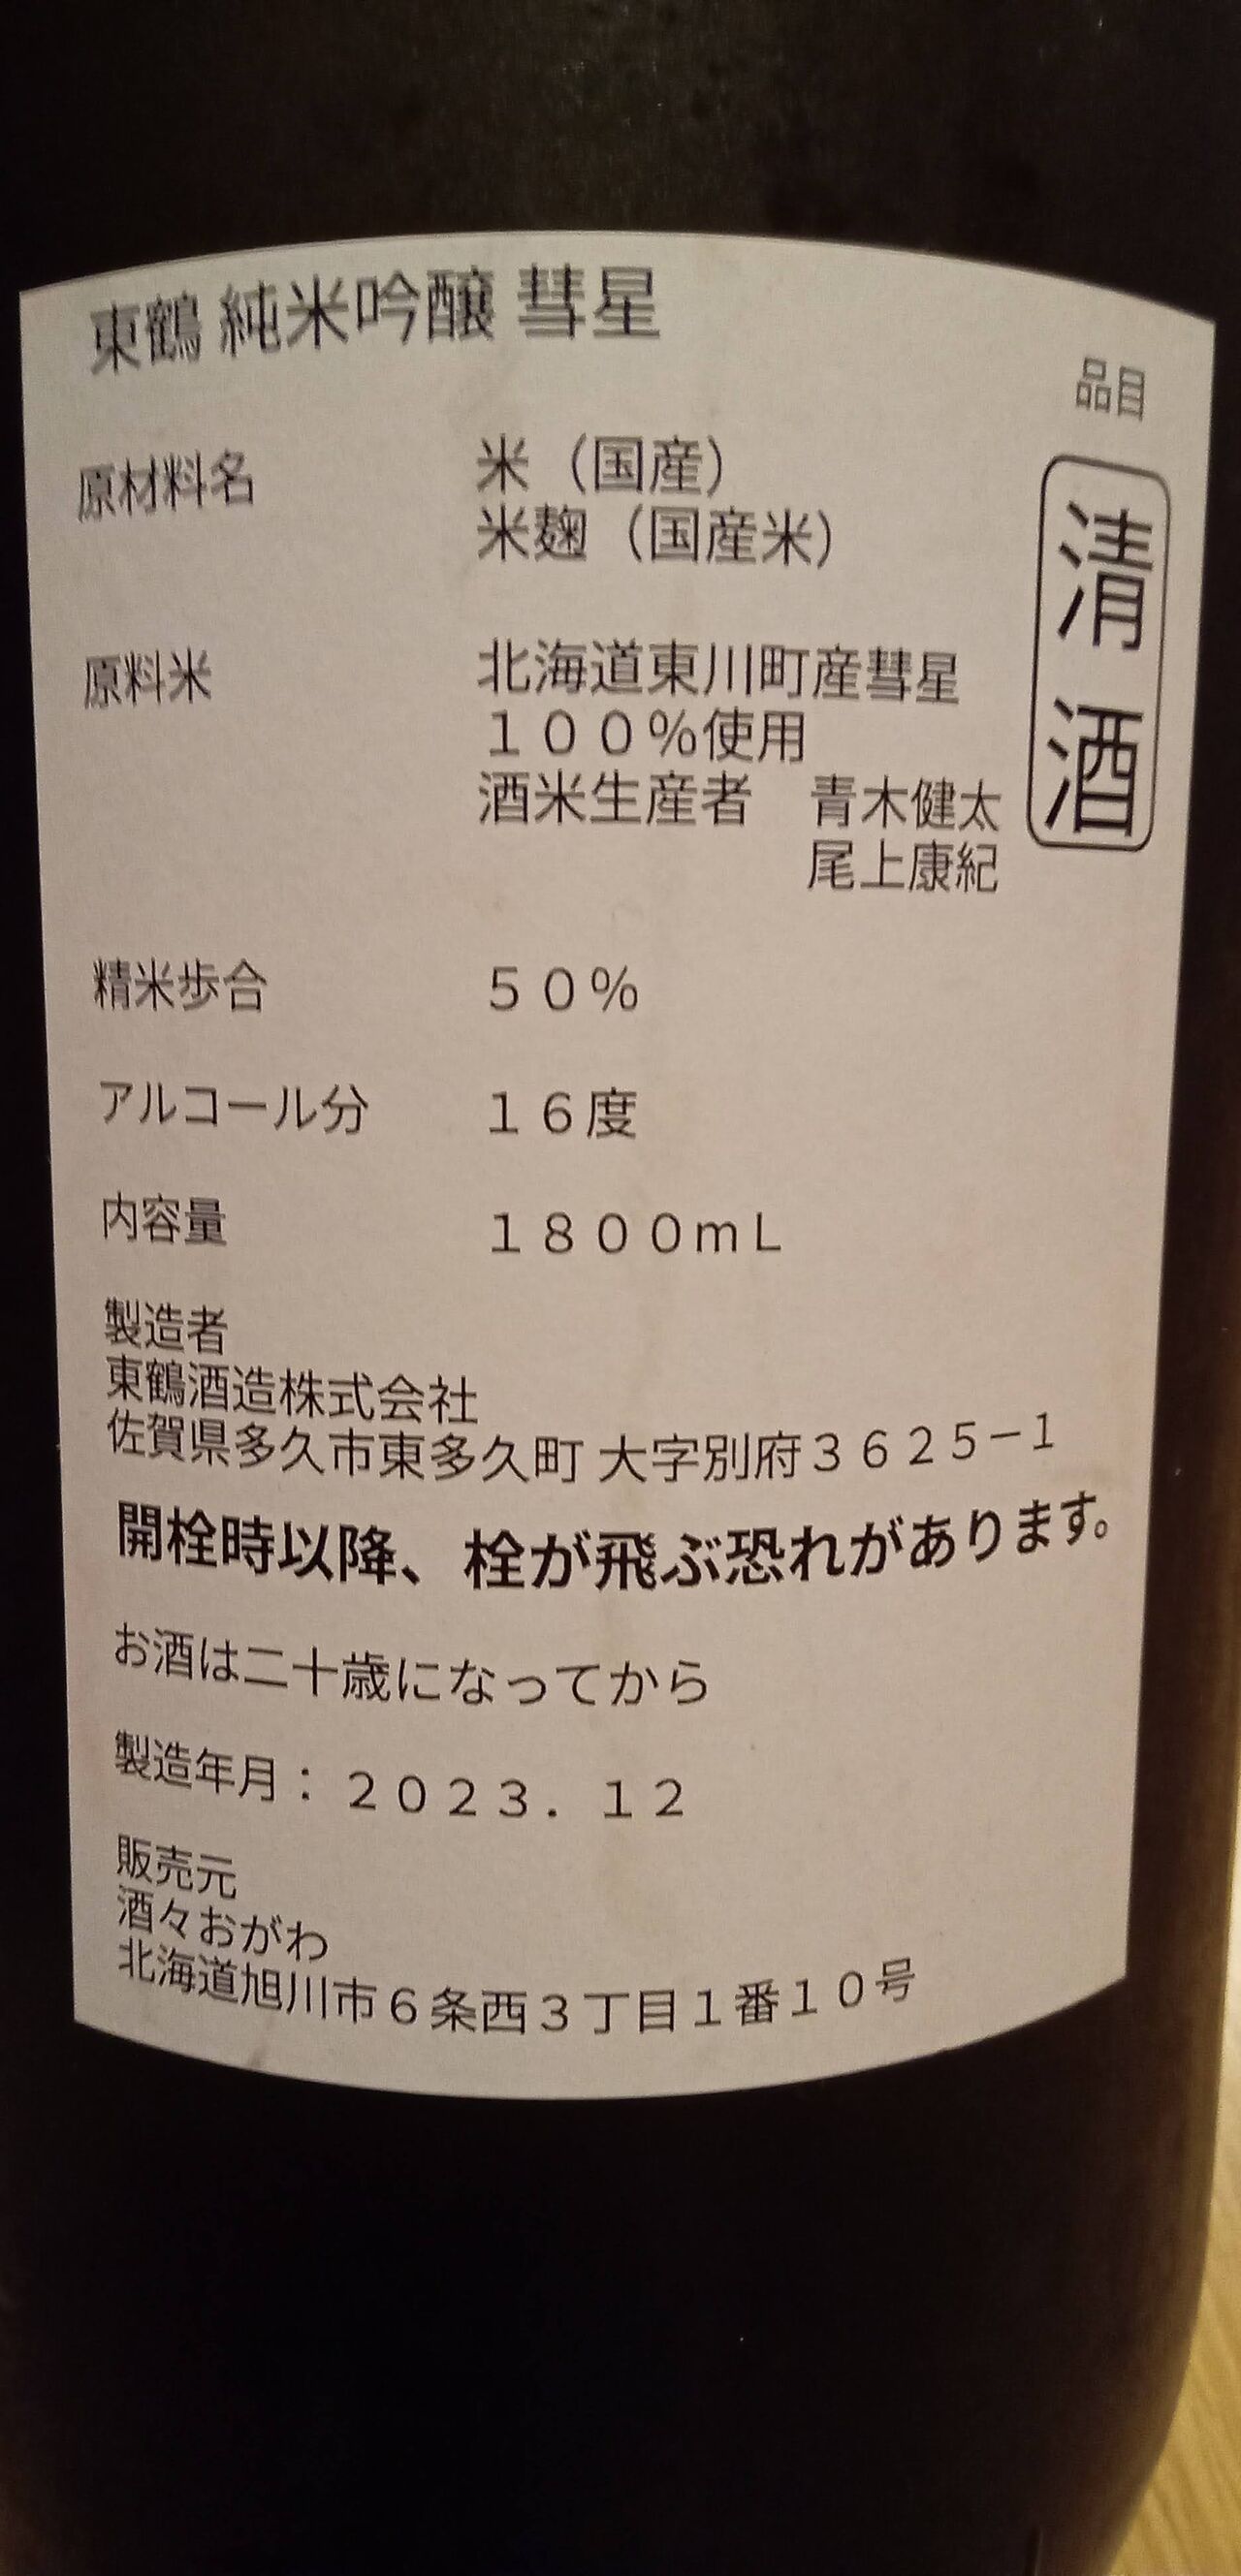 東鶴 純米吟醸 彗星
品目
清酒
原材料名 米（国産）
米麹（国産米）
原料米 北海道東川町産彗星
１００％使用
酒米生産者 青木健太
尾上康紀
精米歩合 ５０％
アルコール分 １６度
内容量 １８００ｍＬ
製造者
東鶴酒造株式会社
佐賀県多久市東多久町 大字別府３６２５－１
開栓時以降、栓が飛ぶ恐れがあります。
お酒は二十歳になってから
製造年月：２０２３．１２
販売元
酒々おがわ
北海道旭川市６条西３丁目１番１０号